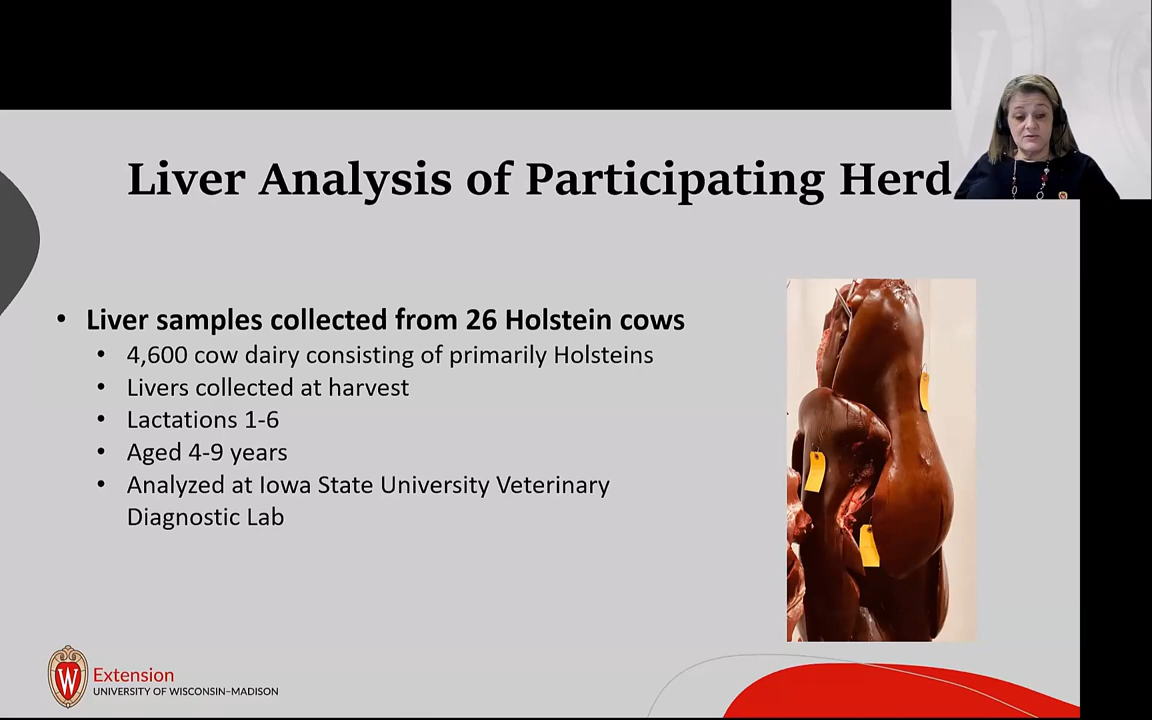 Liver Analysis of Participating Herd
• Liver samples collected from 26 Holstein cows
• 4,600 cow dairy consisting of primarily Holsteins
• Livers collected at harvest
• Lactations 1-6
• Aged 4-9 years
• Analyzed at Iowa State University Veterinary
Diagnostic Lab
W
Extension
UNIVERSITY OF WISCONSIN–MADISON